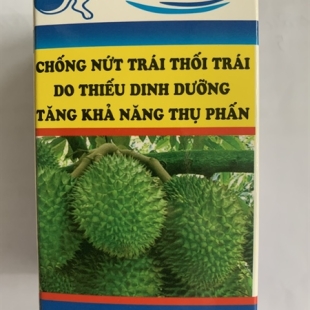 CHỐNG NỨT TRÁI THỐI TRÁI
DO THIẾU DINH DƯỠNG
TĂNG KHẢ NĂNG THỤ PHẤN